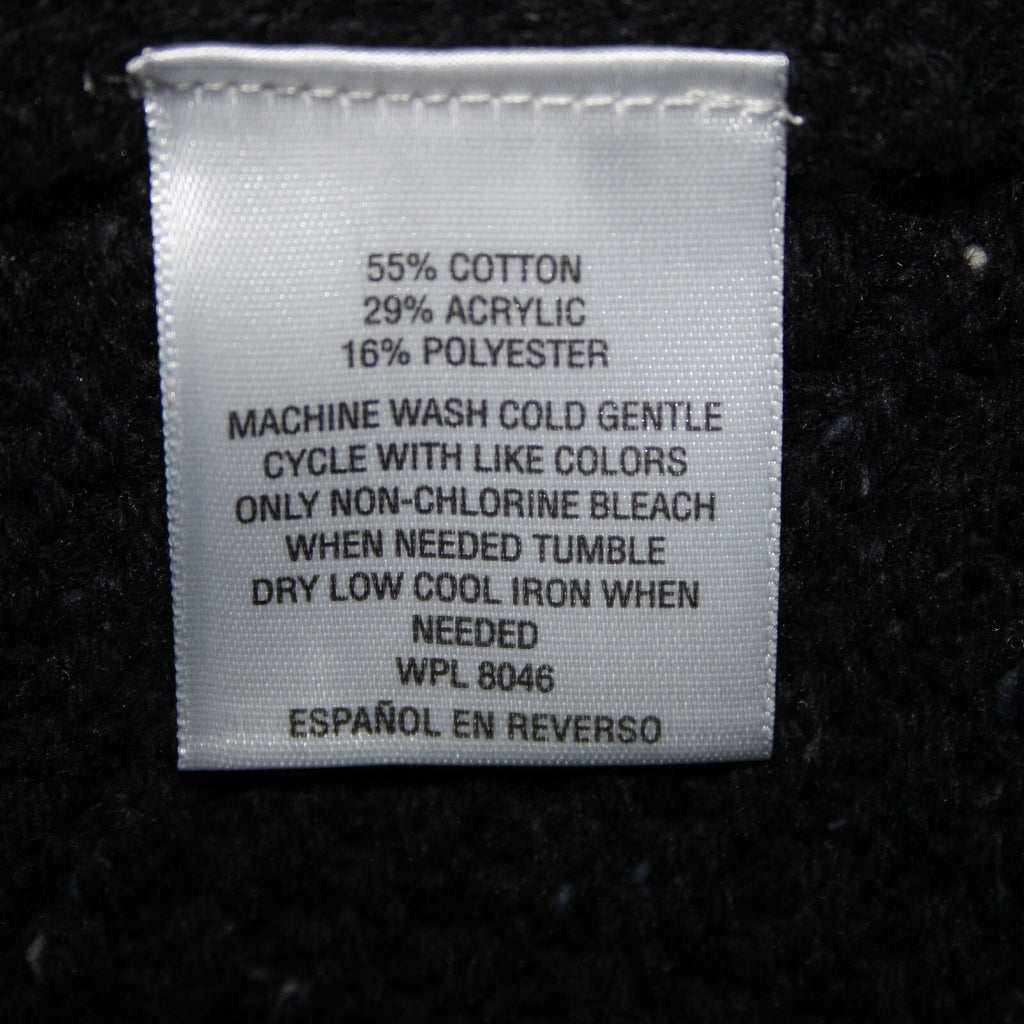 55% COTTON
29% ACRYLIC
16% POLYESTER
MACHINE WASH COLD GENTLE
CYCLE WITH LIKE COLORS
ONLY NON-CHLORINE BLEACH
WHEN NEEDED TUMBLE
DRY LOW COOL IRON WHEN
NEEDED
WPL 8046
ESPAÑOL EN REVERSO